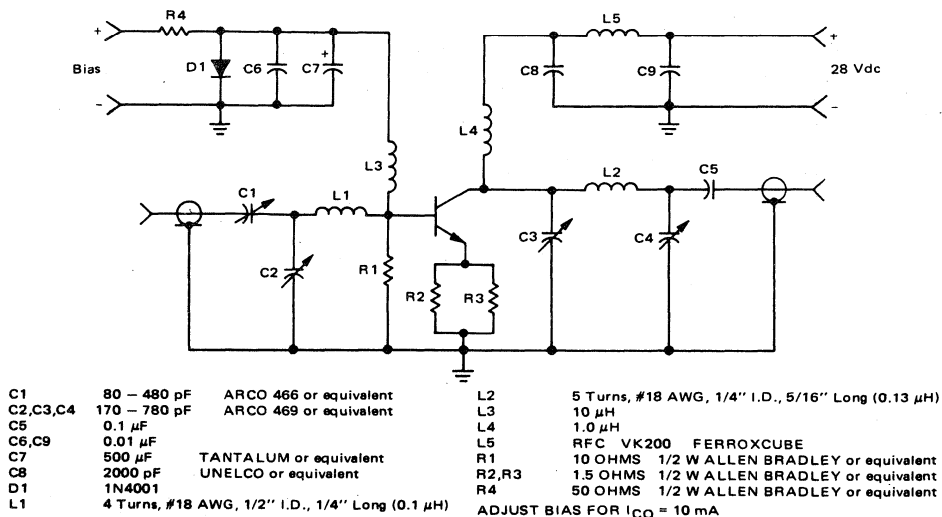 R4
L5
+
+
+
Bias
D1
C6
C7
C8
C9
28 Vdc
-
-
L4
L3
C1
L1
L2
C5
C2
R1
C3
C4
R2
R3
C1 80 – 480 pF ARCO 466 or equivalent
C2,C3,C4 170 – 780 pF ARCO 469 or equivalent
C5 0.1 μF
C6,C9 0.01 μF
C7 500 μF TANTALUM or equivalent
C8 2000 pF UNELCO or equivalent
D1 1N4001
L1 4 Turns, #18 AWG, 1/2'' I.D., 1/4'' Long (0.1 μH)
L2 5 Turns, #18 AWG, 1/4'' I.D., 5/16'' Long (0.13 μH)
L3 10 μH
L4 1.0 μH
L5 RFC VK200 FERROXCUBE
R1 10 OHMS 1/2 W ALLEN BRADLEY or equivalent
R2,R3 1.5 OHMS 1/2 W ALLEN BRADLEY or equivalent
R4 50 OHMS 1/2 W ALLEN BRADLEY or equivalent
ADJUST BIAS FOR ICO = 10 mA